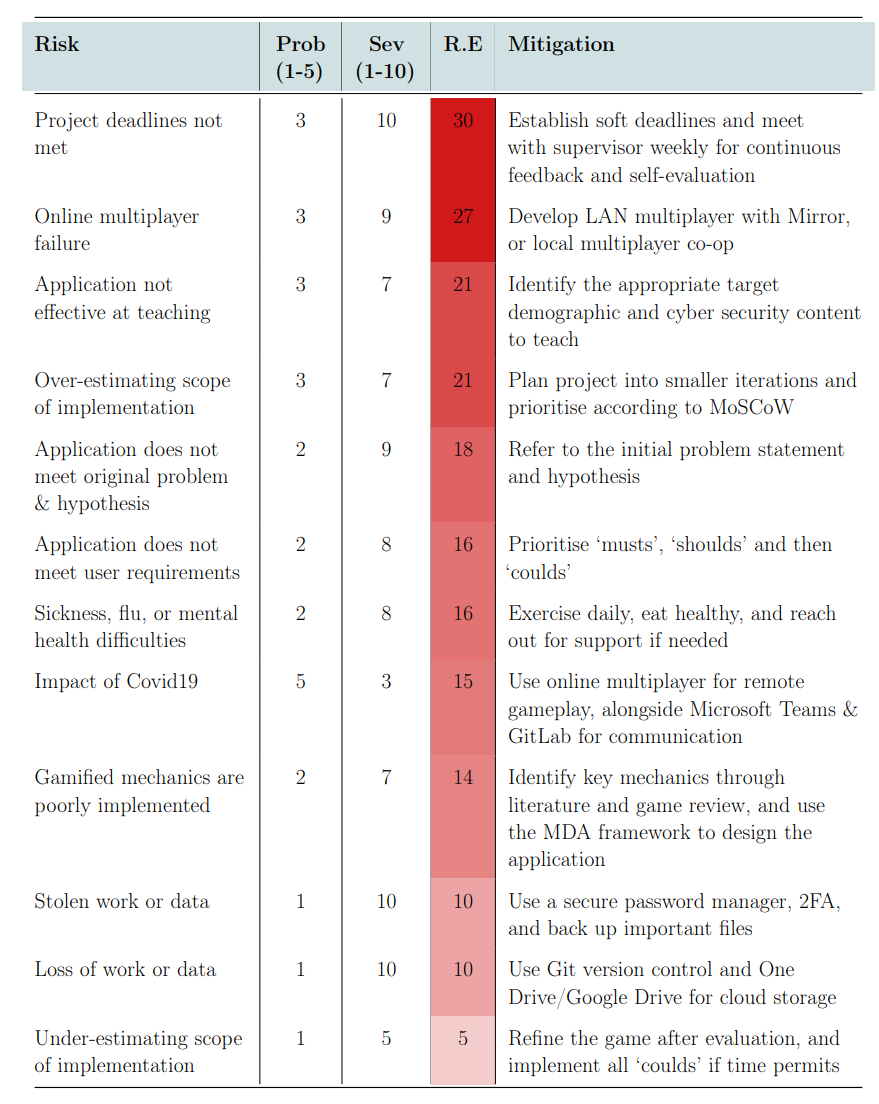 Risk Prob Sev R.E Mitigation
(1-5) (1-10)
Project deadlines not 3 10 30 Establish soft deadlines and meet
met with supervisor weekly for continuous
feedback and self-evaluation
Online multiplayer 3 9 27 Develop LAN multiplayer with Mirror,
failure or local multiplayer co-op
Application not 3 7 21 Identify the appropriate target
effective at teaching demographic and cyber security content
to teach
Over-estimating scope 3 7 21 Plan project into smaller iterations and
of implementation prioritise according to MoSCoW
Application does not 2 9 18 Refer to the initial problem statement
meet original problem and hypothesis
& hypothesis
Application does not 2 8 16 Prioritise ‘musts’, ‘shoulds’ and then
meet user requirements ‘coulds’
Sickness, flu, or mental 2 8 16 Exercise daily, eat healthy, and reach
health difficulties out for support if needed
Impact of Covid19 5 3 15 Use online multiplayer for remote
gameplay, alongside Microsoft Teams &
GitLab for communication
Gamified mechanics are 2 7 14 Identify key mechanics through
poorly implemented literature and game review, and use
the MDA framework to design the
application
Stolen work or data 1 10 10 Use a secure password manager, 2FA,
and back up important files
Loss of work or data 1 10 10 Use Git version control and One
Drive/Google Drive for cloud storage
Under-estimating scope 1 5 5 Refine the game after evaluation, and
of implementation implement all ‘coulds’ if time permits